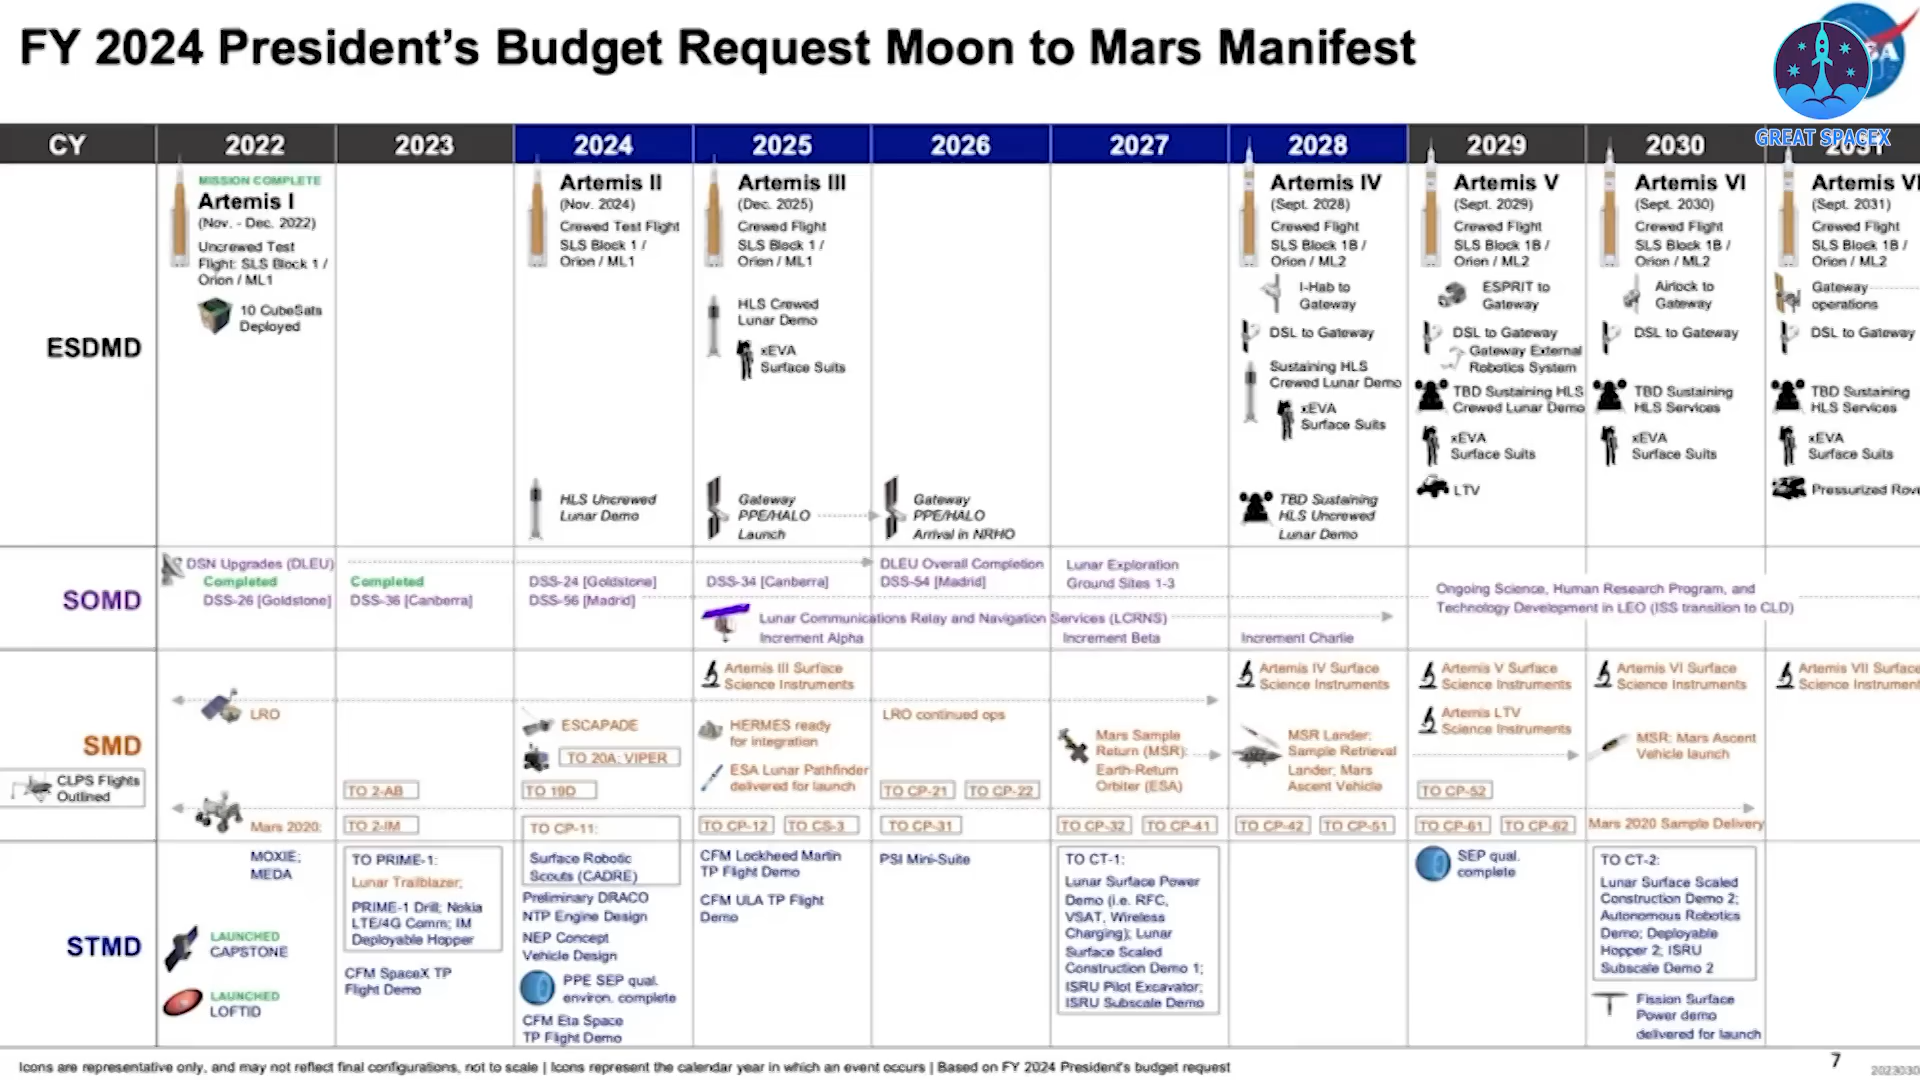 FY 2024 President's Budget Request Moon to Mars Manifest
GREAT SPACEX
CY
2022
2023
2024
2025
2026
2027
2028
2029
2030
2031
ESDMD
MISSION COMPLETE
Artemis I
(Nov. - Dec. 2022)
Uncrewed Test
Flight: SLS Block 1 /
Orion / ML1
10 CubeSats
Deployed
Artemis II
(Nov. 2024)
Crewed Test Flight
SLS Block 1 /
Orion / ML1
HLS Uncrewed
Lunar Demo
Artemis III
(Dec. 2025)
Crewed Flight
SLS Block 1 /
Orion / ML1
HLS Crewed
Lunar Demo
xEVA
Surface Suits
Gateway
PPE/HALO
Launch
Gateway
PPE/HALO
Arrival in NRHO
Artemis IV
(Sept. 2028)
Crewed Flight
SLS Block 1B /
Orion / ML2
I-Hab to
Gateway
DSL to Gateway
Sustaining HLS
Crewed Lunar Demo
xEVA
Surface Suits
TBD Sustaining
HLS Uncrewed
Lunar Demo
Artemis V
(Sept. 2029)
Crewed Flight
SLS Block 1B /
Orion / ML2
ESPRIT to
Gateway
DSL to Gateway
Gateway External
Robotics System
TBD Sustaining HLS
Crewed Lunar Demo
xEVA
Surface Suits
LTV
Artemis VI
(Sept. 2030)
Crewed Flight
SLS Block 1B /
Orion / ML2
Airlock to
Gateway
DSL to Gateway
TBD Sustaining
HLS Services
xEVA
Surface Suits
Artemis VI
(Sept. 2031)
Crewed Flight
SLS Block 1B /
Orion / ML2
Gateway
operations
DSL to Gateway
TBD Sustaining
HLS Services
xEVA
Surface Suits
Pressurized Rove
SOMD
DSN Upgrades (DLEU)
Completed
DSS-26 [Goldstone]
Completed
DSS-36 [Canberra]
DSS-24 [Goldstone]
DSS-56 [Madrid]
DSS-34 [Canberra]
DLEU Overall Completion
DSS-54 [Madrid]
Lunar Exploration
Ground Sites 1-3
Lunar Communications Relay and Navigation Services (LCRNS)
Increment Alpha
Increment Beta
Increment Charlie
Ongoing Science, Human Research Program, and
Technology Development in LEO (ISS transition to CLD)
SMD
CLPS Flights
Outlined
LRO
Mars 2020:
TO 2-AB
TO 2-IM
ESCAPADE
TO 20A: VIPER
TO 19D
TO CP-11:
Artemis III Surface
Science Instruments
HERMES ready
for integration
ESA Lunar Pathfinder
delivered for launch
TO CP-12
TO CS-3
LRO continued ops
TO CP-21
TO CP-22
TO CP-31
Mars Sample
Return (MSR):
Earth-Return
Orbiter (ESA)
TO CP-32
TO CP-41
Artemis IV Surface
Science Instruments
MSR Lander:
Sample Retrieval
Lander, Mars
Ascent Vehicle
TO CP-42
TO CP-51
Artemis V Surface
Science Instruments
Artemis LTV
Science Instruments
TO CP-52
TO CP-61
TO CP-62
Artemis VI Surface
Science Instruments
MSR: Mars Ascent
Vehicle launch
Mars 2020 Sample Delivery
Artemis VII Surface
Science Instrument
STMD
MOXIE;
MEDA
LAUNCHED
CAPSTONE
LAUNCHED
LOFTID
TO PRIME-1:
Lunar Trailblazer;
PRIME-1 Drill; Nokia
LTE/4G Comm; IM
Deployable Hopper
CFM SpaceX TP
Flight Demo
Surface Robotic
Scouts (CADRE)
Preliminary DRACO
NTP Engine Design
NEP Concept
Vehicle Design
PPE SEP qual.
environ. complete
CFM Eta Space
TP Flight Demo
CFM Lockheed Martin
TP Flight Demo
CFM ULA TP Flight
Demo
PSI Mini-Suite
TO CT-1:
Lunar Surface Power
Demo (i.e. RFC,
VSAT, Wireless
Charging); Lunar
Surface Scaled
Construction Demo 1;
ISRU Pilot Excavator;
ISRU Subscale Demo
SEP qual.
complete
TO CT-2:
Lunar Surface Scaled
Construction Demo 2;
Autonomous Robotics
Demo; Deployable
Hopper 2; ISRU
Subscale Demo 2
Fission Surface
Power demo
delivered for launch
Icons are representative only, and may not reflect final configurations, not to scale | Icons represent the calendar year in which an event occurs | Based on FY 2024 President's budget request
7
2023030